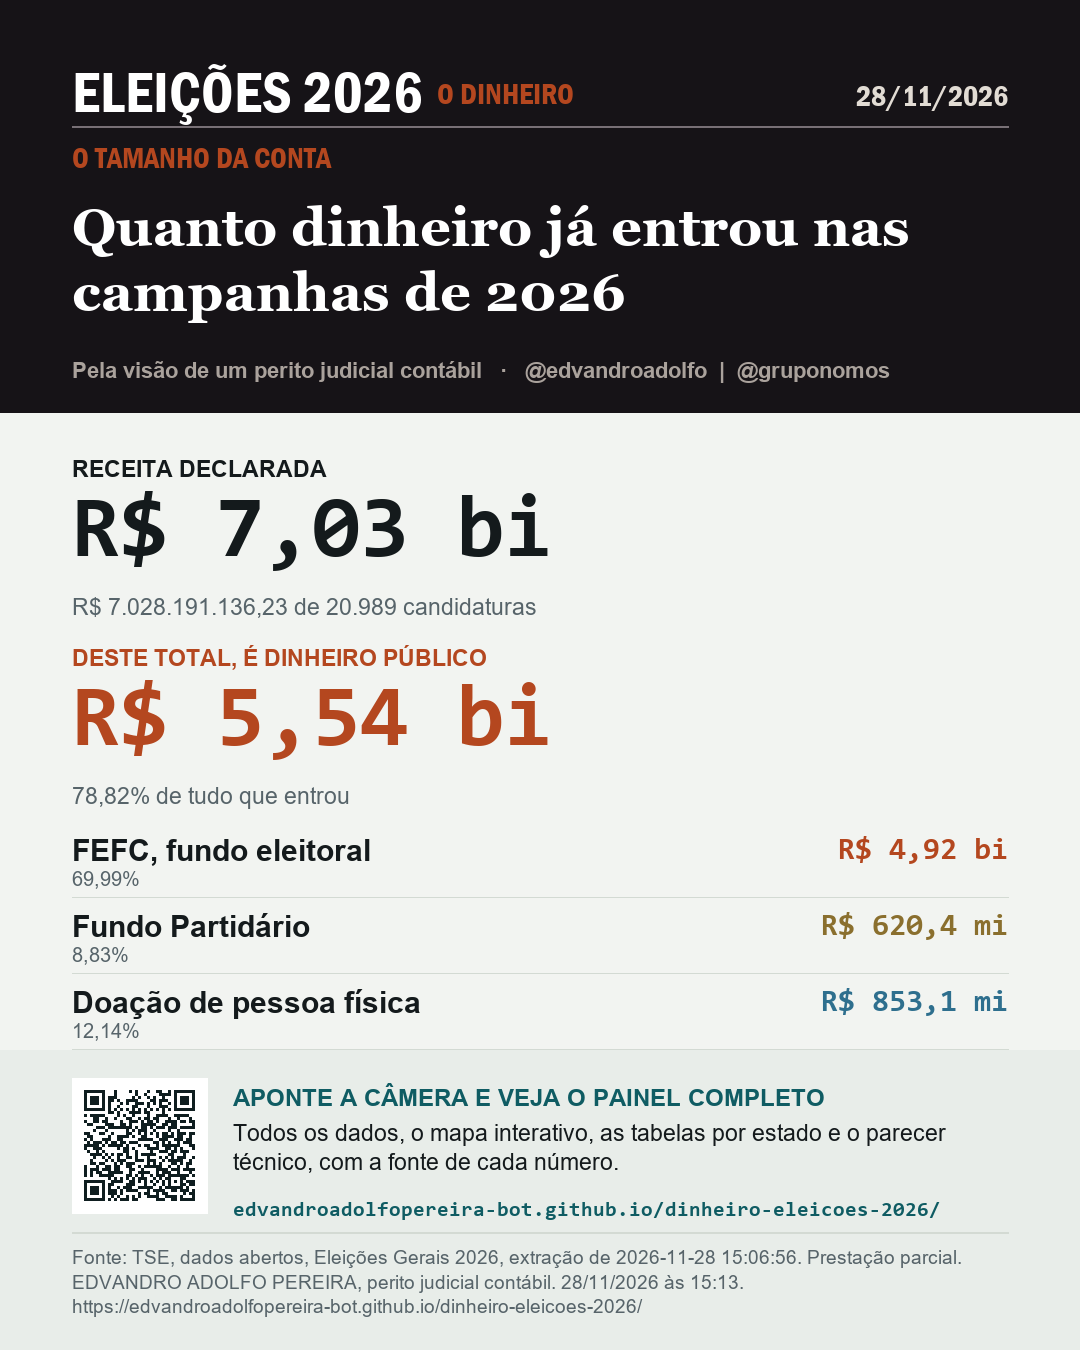 ELEIÇÕES 2026 O DINHEIRO 28/11/2026
O TAMANHO DA CONTA
Quanto dinheiro já entrou nas
campanhas de 2026
Pela visão de um perito judicial contábil · @edvandroadolfo | @gruponomos
RECEITA DECLARADA
R$ 7,03 bi
R$ 7.028.191.136,23 de 20.989 candidaturas
DESTE TOTAL, É DINHEIRO PÚBLICO
R$ 5,54 bi
78,82% de tudo que entrou
FEFC, fundo eleitoral R$ 4,92 bi
69,99%
Fundo Partidário R$ 620,4 mi
8,83%
Doação de pessoa física R$ 853,1 mi
12,14%
APONTE A CÂMERA E VEJA O PAINEL COMPLETO
Todos os dados, o mapa interativo, as tabelas por estado e o parecer
técnico, com a fonte de cada número.
edvandroadolfopereira-bot.github.io/dinheiro-eleicoes-2026/
Fonte: TSE, dados abertos, Eleições Gerais 2026, extração de 2026-11-28 15:06:56. Prestação parcial.
EDVANDRO ADOLFO PEREIRA, perito judicial contábil. 28/11/2026 às 15:13.
https://edvandroadolfopereira-bot.github.io/dinheiro-eleicoes-2026/